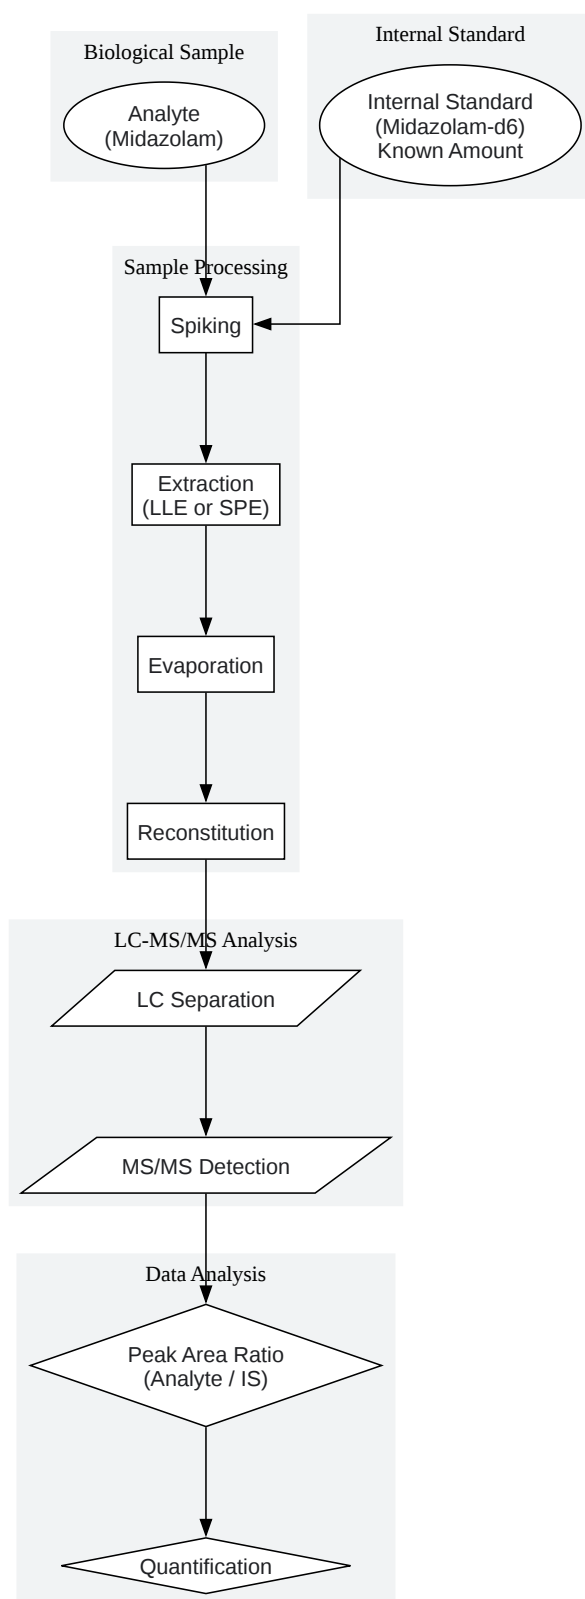 Biological Sample
Analyte
(Midazolam)
Internal Standard
Internal Standard
(Midazolam-d6)
Known Amount
Sample Processing
Spiking
Extraction
(LLE or SPE)
Evaporation
Reconstitution
LC-MS/MS Analysis
LC Separation
MS/MS Detection
Data Analysis
Peak Area Ratio
(Analyte / IS)
Quantification